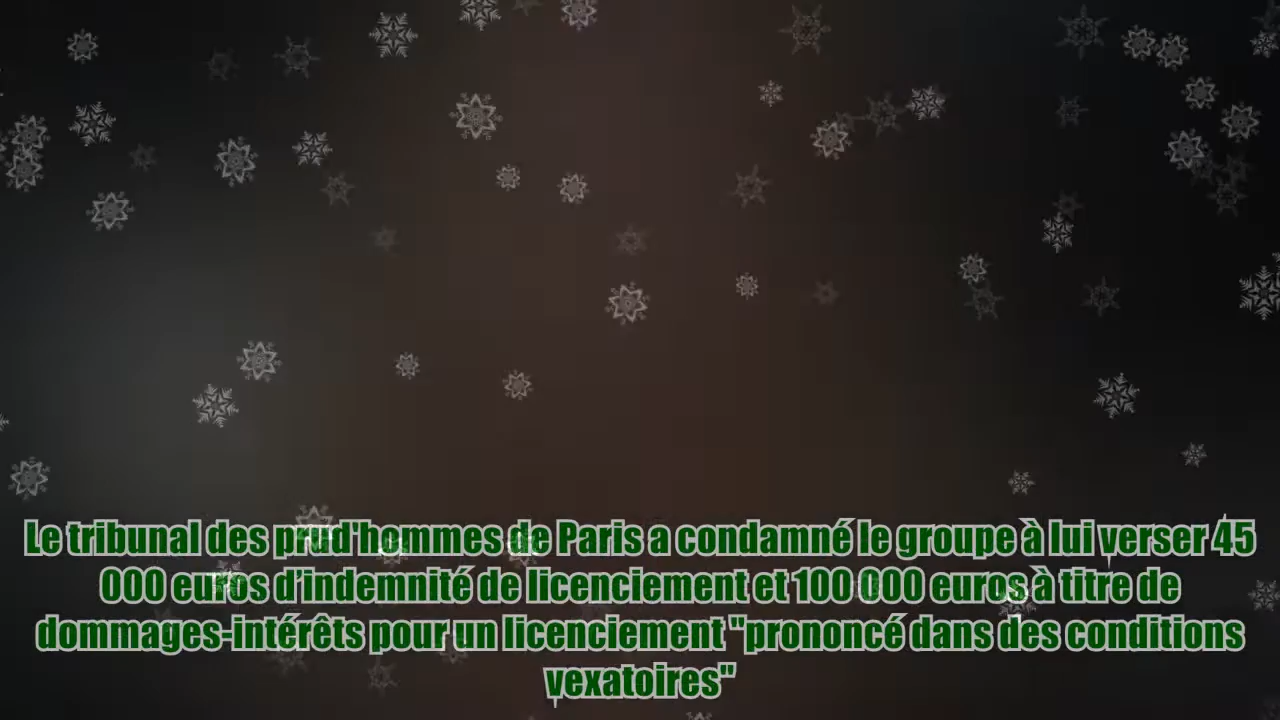 Le tribunal des prud'hommes de Paris a condamné le groupe à lui verser 45
000 euros d'indemnité de licenciement et 100 000 euros à titre de
dommages-intérêts pour un licenciement "prononcé dans des conditions
vexatoires"